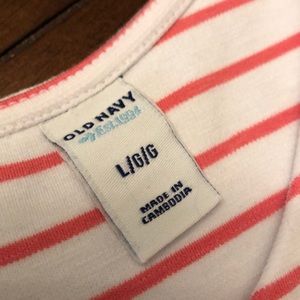 OLD NAVY
EST.1994
L/G/G
MADE IN
CAMBODIA